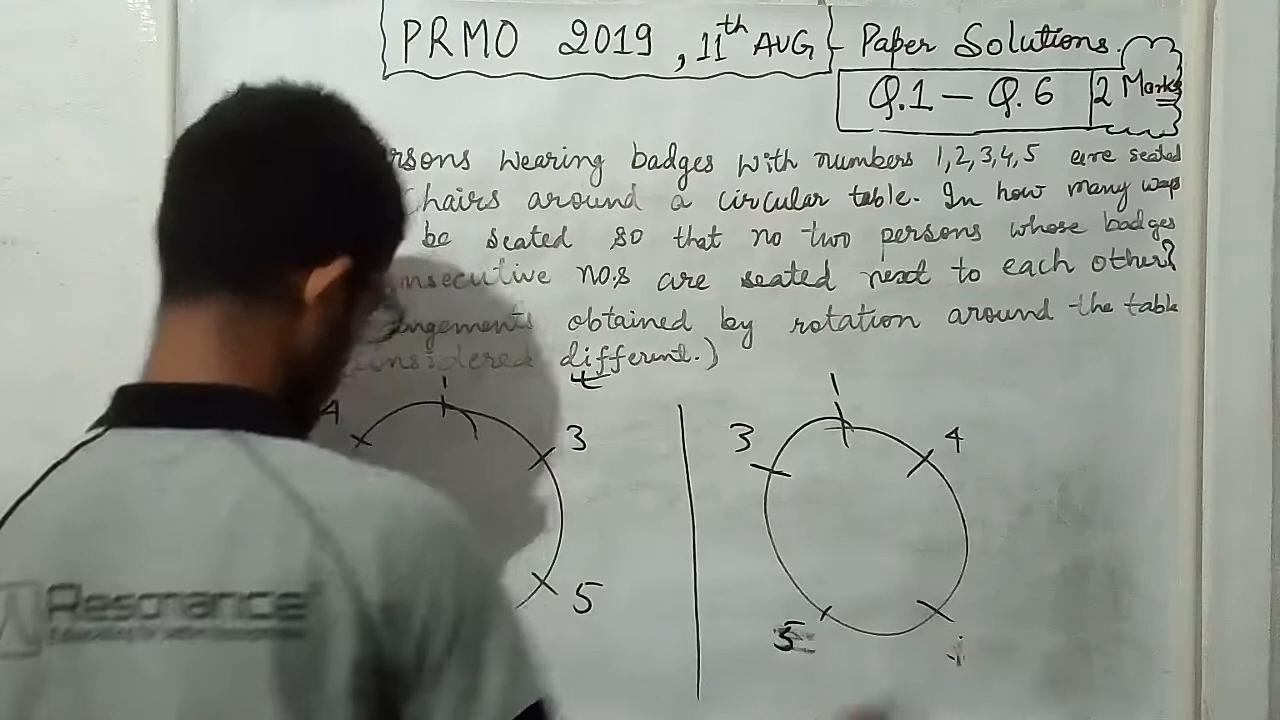 PRMO 2019, 11th AUG - Paper Solutions.
Q.1 - Q.6 2 Marks
rsons wearing badges with numbers 1,2,3,4,5 are seated
chairs around a circular table. In how many ways
be seated so that no two persons whose badges
nsecutive no.s are seated next to each other?
ngements obtained by rotation around the table
considered different.)
4 1 3 5
1 3 4 5
Resonance